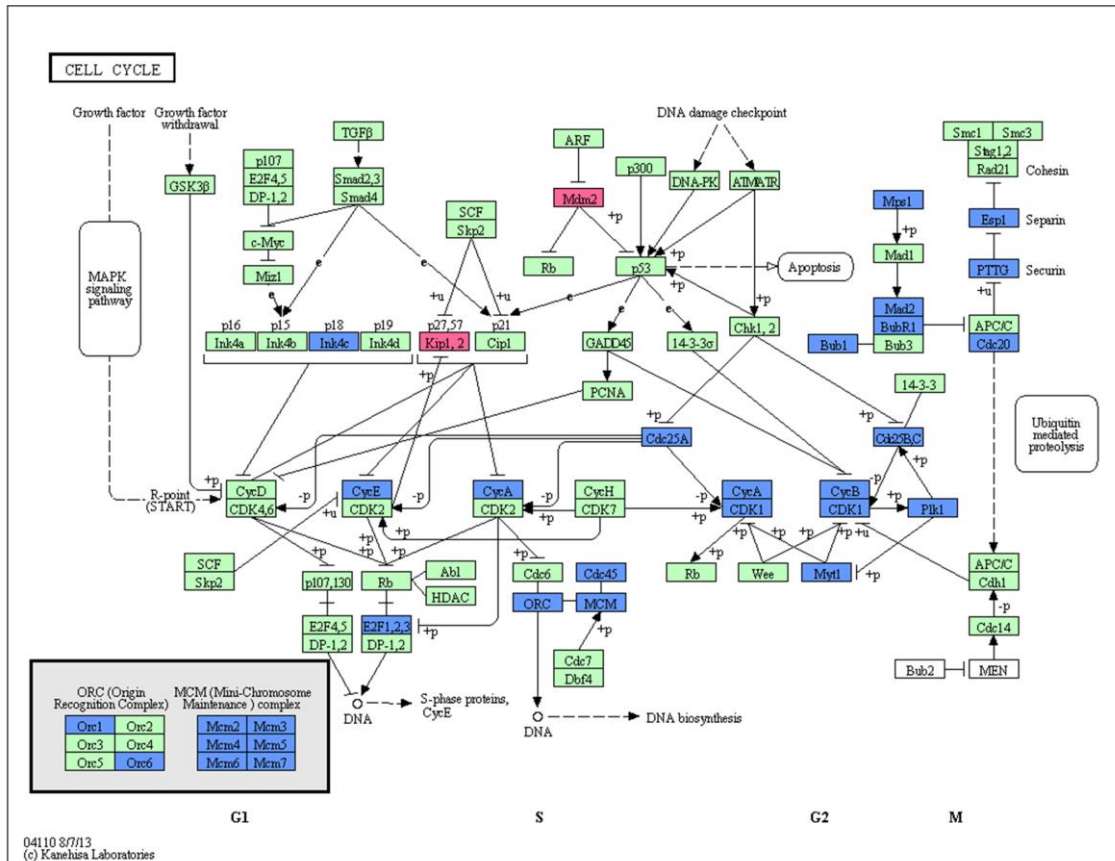 CELL CYCLE
Growth factor
Growth factor
withdrawal
TGFβ
ARF
DNA damage checkpoint
Smc1
Smc3
Stag1,2
Rad21
Cohesin
p107
E2F4,5
DP-1,2
GSK3β
Smad2,3
Smad4
p300
DNA-PK
ATM/ATR
Mdm2
+p
Mps1
+p
Esp1
Separin
SCF
Skp2
c-Myc
Miz1
Rb
p53
Apoptosis
Mad1
PTTG
Securin
MAPK
signaling
pathway
e
e
e
e
+u
+u
e
e
+p
+p
+u
p16
p15
p18
p19
p27,57
p21
Ink4a
Ink4b
Ink4c
Ink4d
Kip1, 2
Cip1
GADD45
14-3-3σ
Chk1, 2
Mad2
BubR1
Bub3
Bub1
APC/C
Cdc20
+p
PCNA
14-3-3
Ubiquitin
mediated
proteolysis
+p
Cdc25A
+p
Cdc25B,C
+p
R-point
(START)
+p
CycD
CDK4,6
-p
+u
CycE
CDK2
-p
CycA
CDK2
-p
+p
CycH
CDK7
-p
+p
CycA
CDK1
CycB
CDK1
-p
+p
Plk1
SCF
Skp2
+p
+p
+p
+p
+p
+p
+p
+p
+u
p107,130
Rb
Abl
HDAC
Cdc6
Cdc45
ORC
MCM
Rb
Wee
Myt1
+p
APC/C
Cdh1
E2F4,5
DP-1,2
E2F1,2,3
DP-1,2
+p
+p
Cdc7
Dbf4
-p
Cdc14
Bub2
MEN
DNA
S-phase proteins,
CycE
DNA
DNA biosynthesis
ORC (Origin
Recognition Complex)
MCM (Mini-Chromosome
Maintenance ) complex
Orc1
Orc2
Orc3
Orc4
Orc5
Orc6
Mcm2
Mcm3
Mcm4
Mcm5
Mcm6
Mcm7
G1
S
G2
M
04110 8/7/13
(c) Kanehisa Laboratories